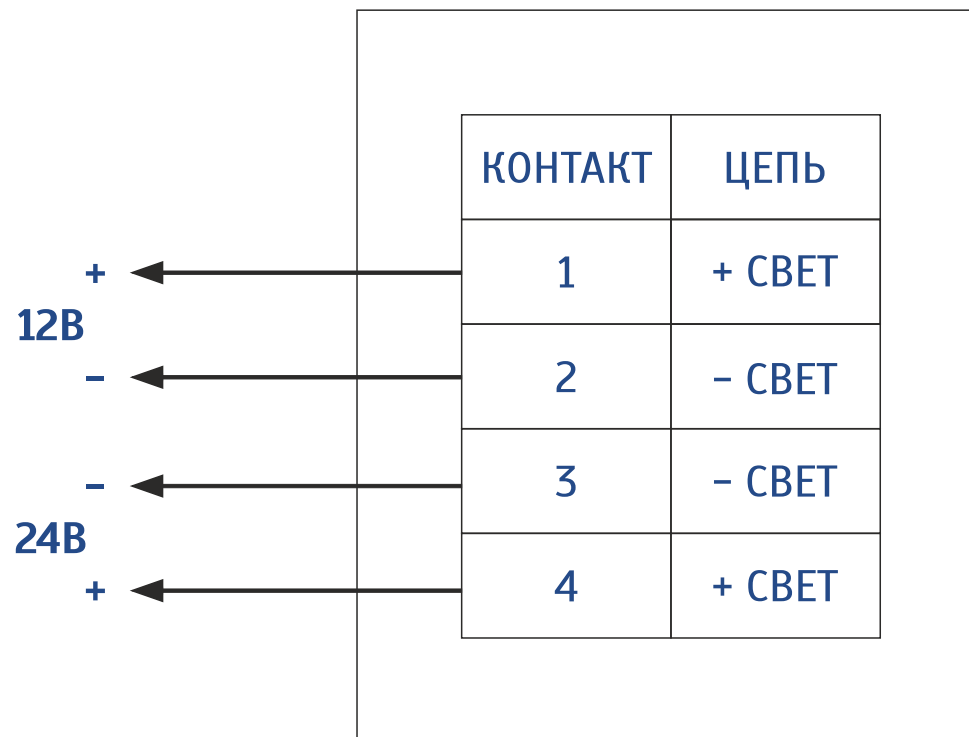 КОНТАКТ ЦЕПЬ
+ 1 + СВЕТ
12В
– 2 – СВЕТ
– 3 – СВЕТ
24В
+ 4 + СВЕТ